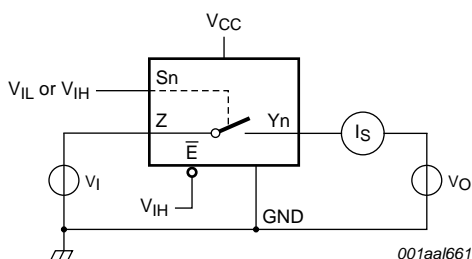 VCC
Sn
VIL or VIH
Z
Yn
IS
E̅
VI
VO
VIH
GND
001aal661